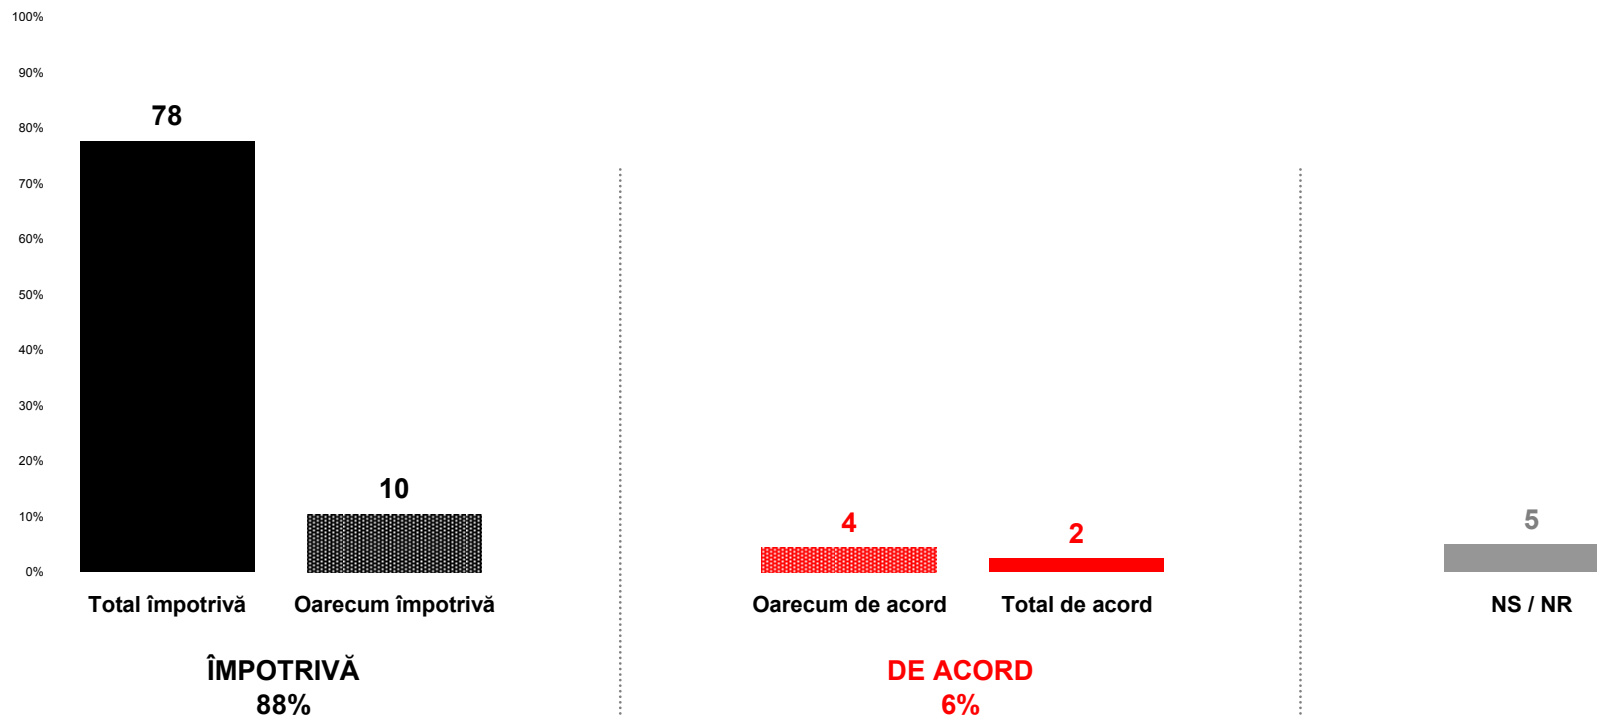 100%
90%
80%
70%
60%
50%
40%
30%
20%
10%
0%
78
10
4
2
5
Total împotrivă
Oarecum împotrivă
Oarecum de acord
Total de acord
NS / NR
ÎMPOTRIVĂ
88%
DE ACORD
6%